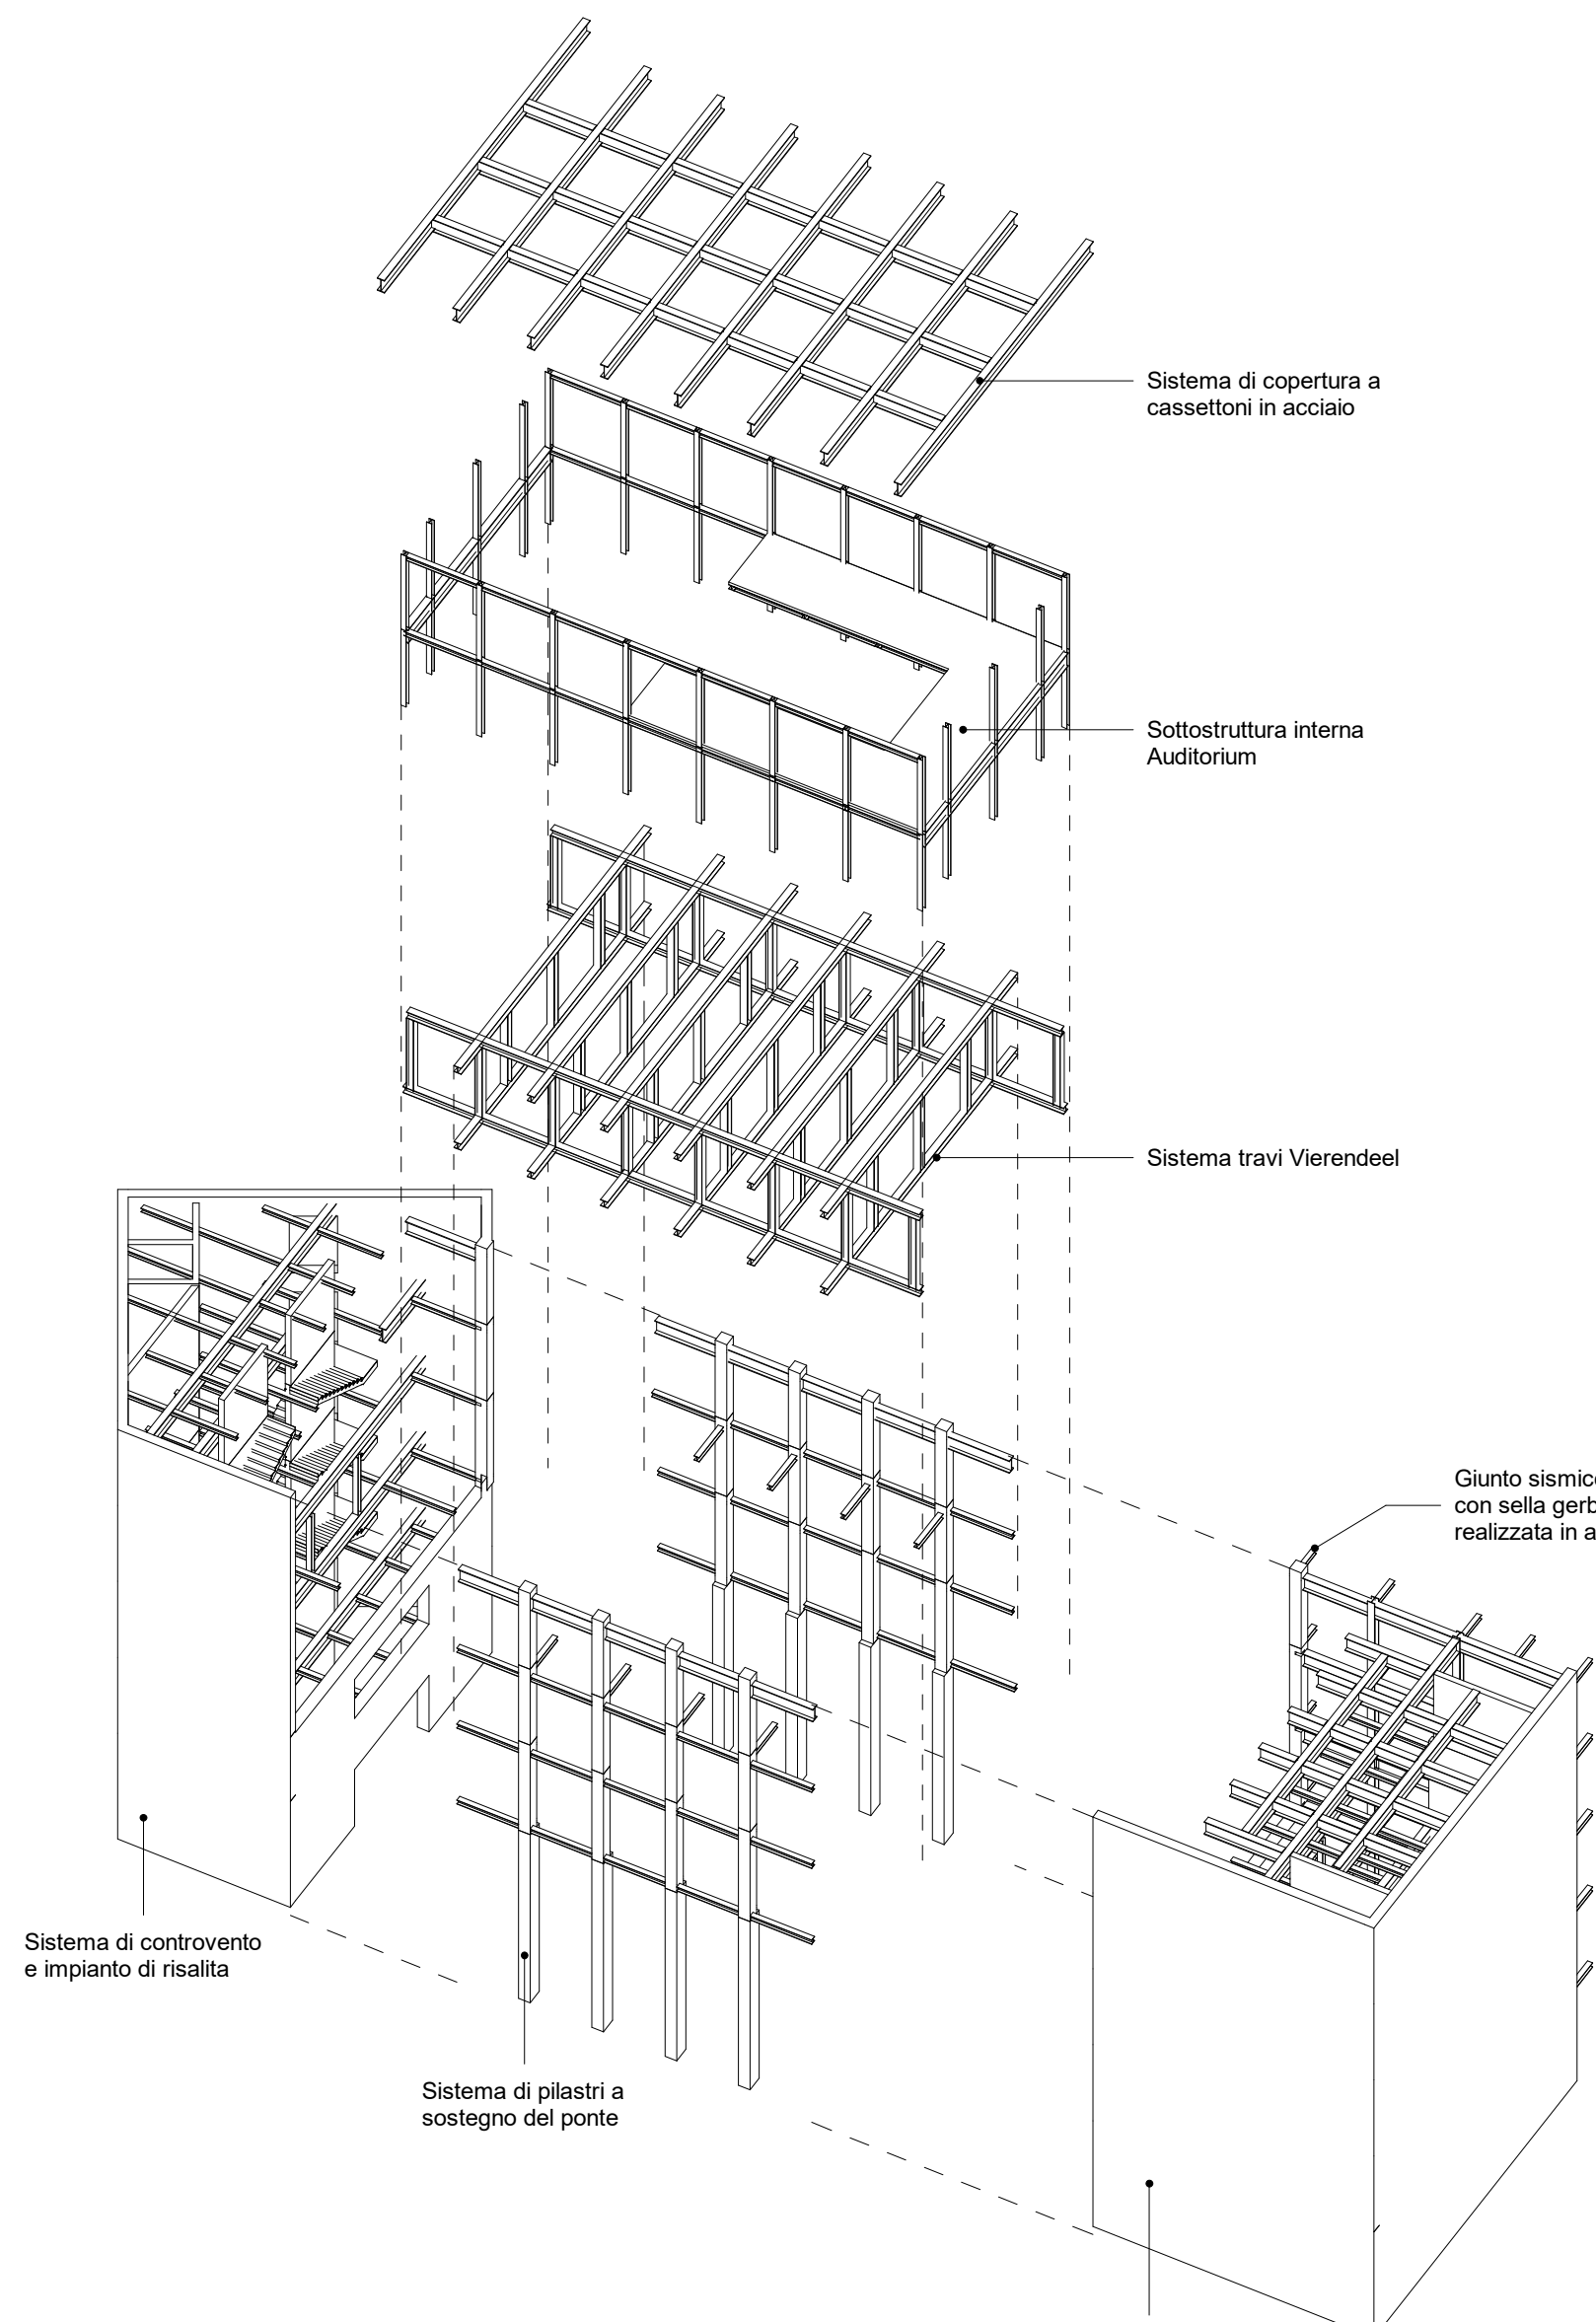 Sistema di copertura a
cassettoni in acciaio
Sottostruttura interna
Auditorium
Sistema travi Vierendeel
Giunto sismico
con sella gerb
realizzata in a
Sistema di controvento
e impianto di risalita
Sistema di pilastri a
sostegno del ponte